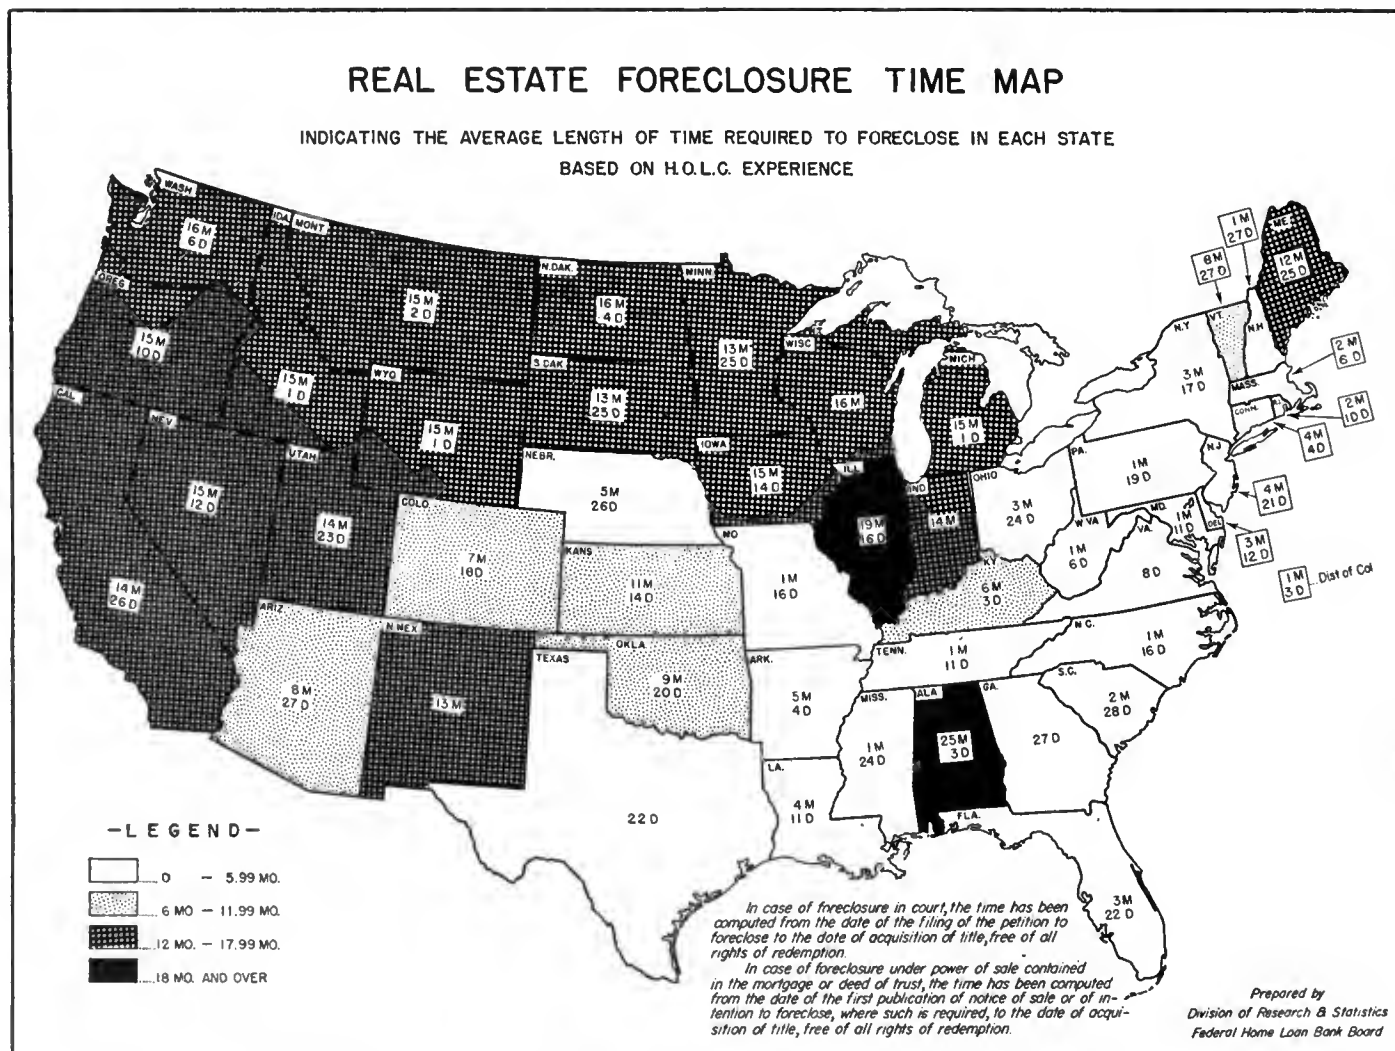 REAL ESTATE FORECLOSURE TIME MAP
INDICATING THE AVERAGE LENGTH OF TIME REQUIRED TO FORECLOSE IN EACH STATE
BASED ON H.O.L.C. EXPERIENCE
WASH
16 M
6 D
IDA.
MONT
15 M
2 D
N.DAK.
16 M
4 D
MINN.
13 M
25 D
WISC
16 M
MICH
15 M
1 D
OREG
15 M
10 D
15 M
1 D
WYO
15 M
1 D
S.DAK
13 M
25 D
IOWA
15 M
14 D
CAL
14 M
26 D
NEV
15 M
12 D
UTAH
14 M
23 D
COLO.
7 M
18 D
NEBR.
5 M
26 D
KANS
11 M
14 D
MO
1 M
16 D
ILL
19 M
16 D
IND
14 M
OHIO
3 M
24 D
KY
6 M
3 D
ARIZ
8 M
27 D
N.MEX
13 M
OKLA
9 M
20 D
TEXAS
22 D
ARK.
5 M
4 D
LA.
4 M
11 D
TENN.
1 M
11 D
MISS.
1 M
24 D
ALA
25 M
3 D
GA.
27 D
FLA.
3 M
22 D
S.C.
2 M
28 D
N.C.
1 M
16 D
VA.
8 D
W VA
1 M
6 D
MD.
1 M
11 D
DEL
3 M
12 D
1 M
3 D
Dist of Col
PA.
1 M
19 D
N.J.
4 M
21 D
N.Y
3 M
17 D
CONN.
4 M
4 D
2 M
10 D
MASS.
2 M
6 D
VT.
8 M
27 D
N.H
1 M
27 D
ME.
12 M
25 D
-LEGEND-
0 - 5.99 MO.
6 MO - 11.99 MO.
12 MO. - 17.99 MO.
18 MO. AND OVER
In case of foreclosure in court, the time has been
computed from the date of the filing of the petition to
foreclose to the date of acquisition of title, free of all
rights of redemption.
In case of foreclosure under power of sale contained
in the mortgage or deed of trust, the time has been computed
from the date of the first publication of notice of sale or of in-
tention to foreclose, where such is required, to the date of acqui-
sition of title, free of all rights of redemption.
Prepared by
Division of Research & Statistics
Federal Home Loan Bank Board